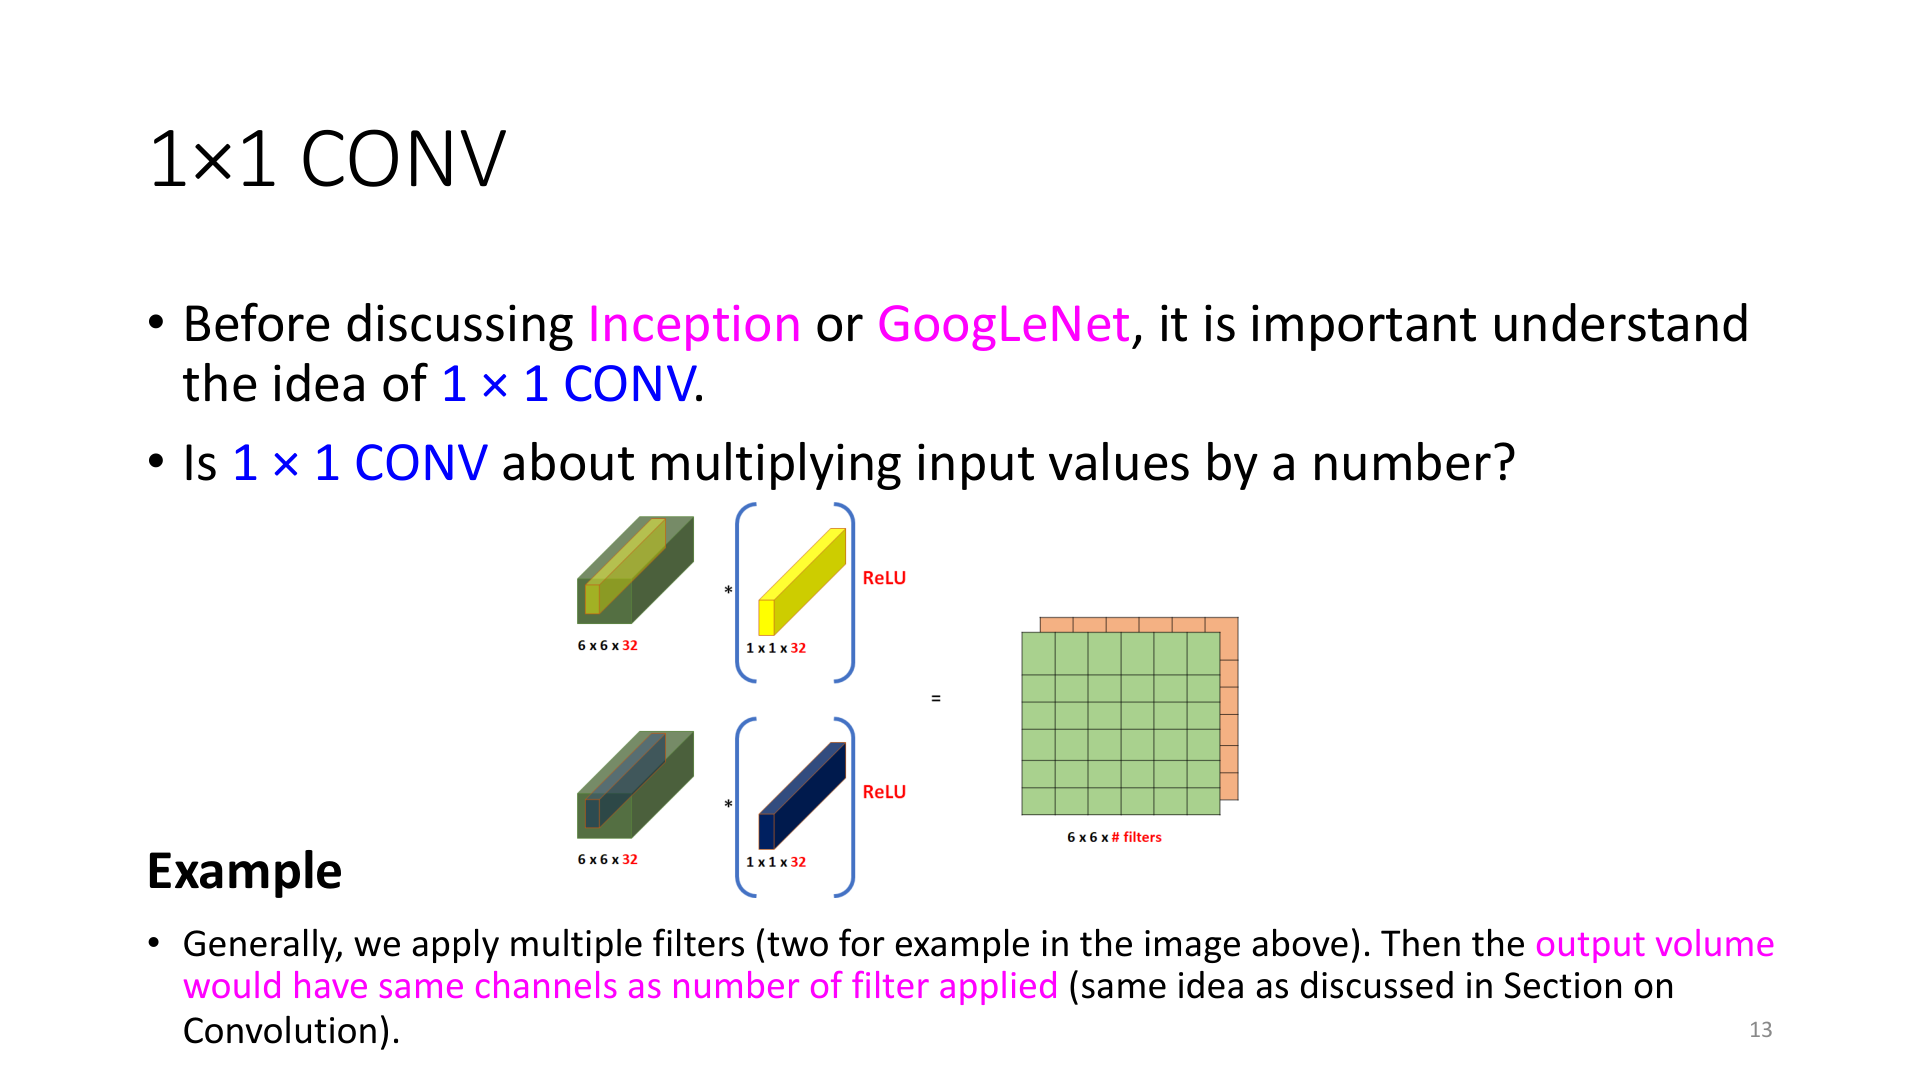 1×1 CONV
• Before discussing Inception or GoogLeNet, it is important understand
the idea of 1 × 1 CONV.
• Is 1 × 1 CONV about multiplying input values by a number?
*
ReLU
6 x 6 x 32
1 x 1 x 32
=
*
ReLU
6 x 6 x # filters
6 x 6 x 32
1 x 1 x 32
Example
• Generally, we apply multiple filters (two for example in the image above). Then the output volume
would have same channels as number of filter applied (same idea as discussed in Section on
Convolution).
13